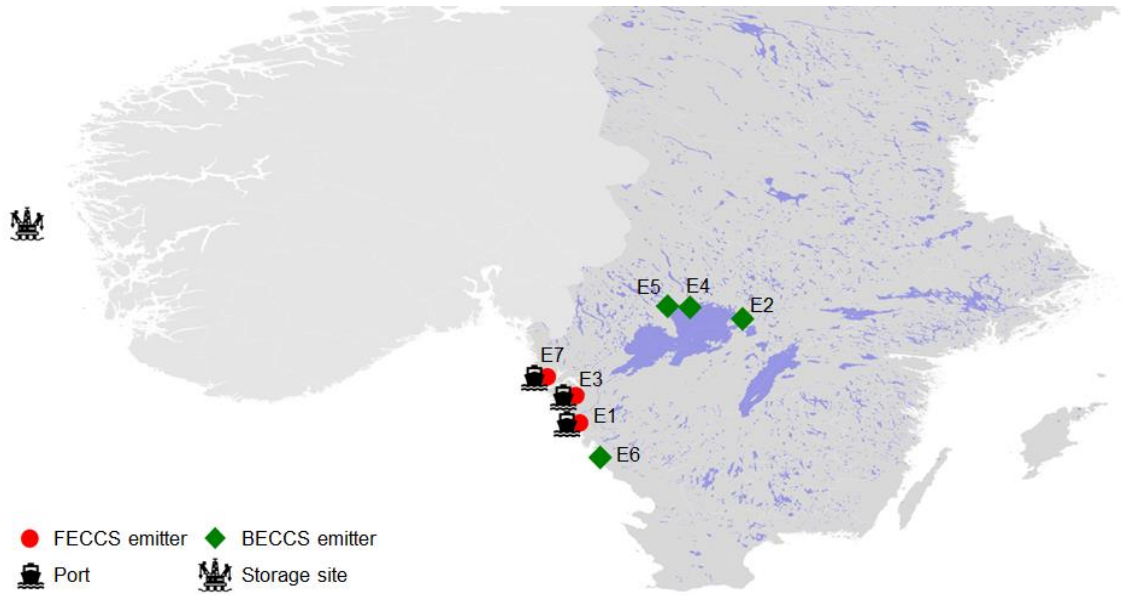 E5 E4
E2
E7
E3
E1
E6
FECCS emitter BECCS emitter
Port Storage site